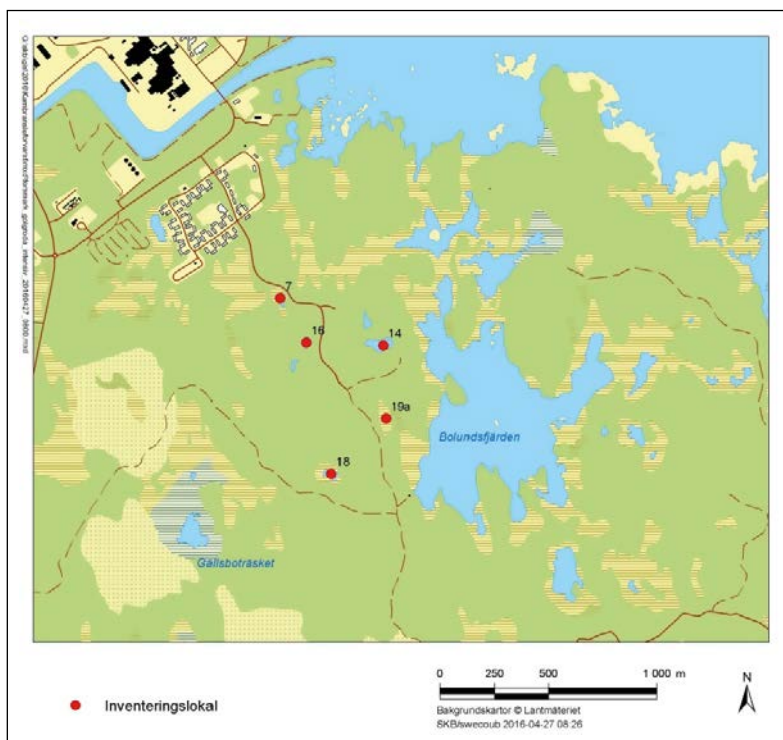 7
16
14
19a
Bolundsfjärden
18
Gällsboträsket
0 250 500 1 000 m
N
Inventeringslokal
Bakgrundskartor © Lantmäteriet
SKB/swecoub 2016-04-27 08:26